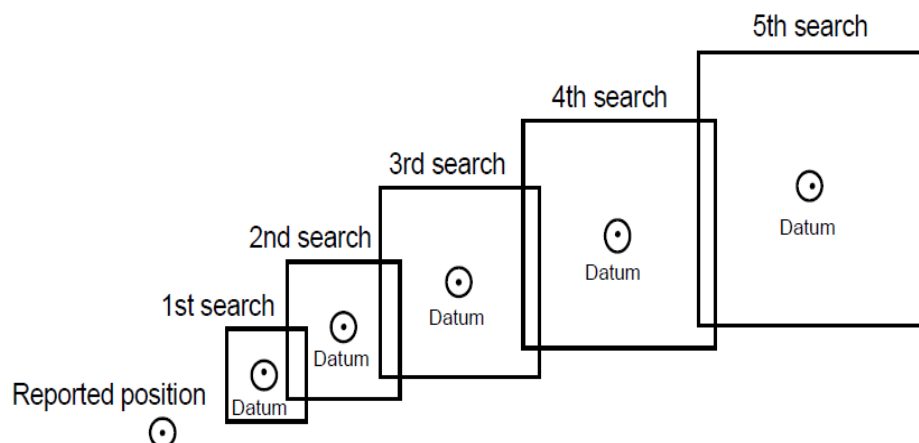 5th search
4th search
3rd search
2nd search
1st search
Reported position
Datum
Datum
Datum
Datum
Datum